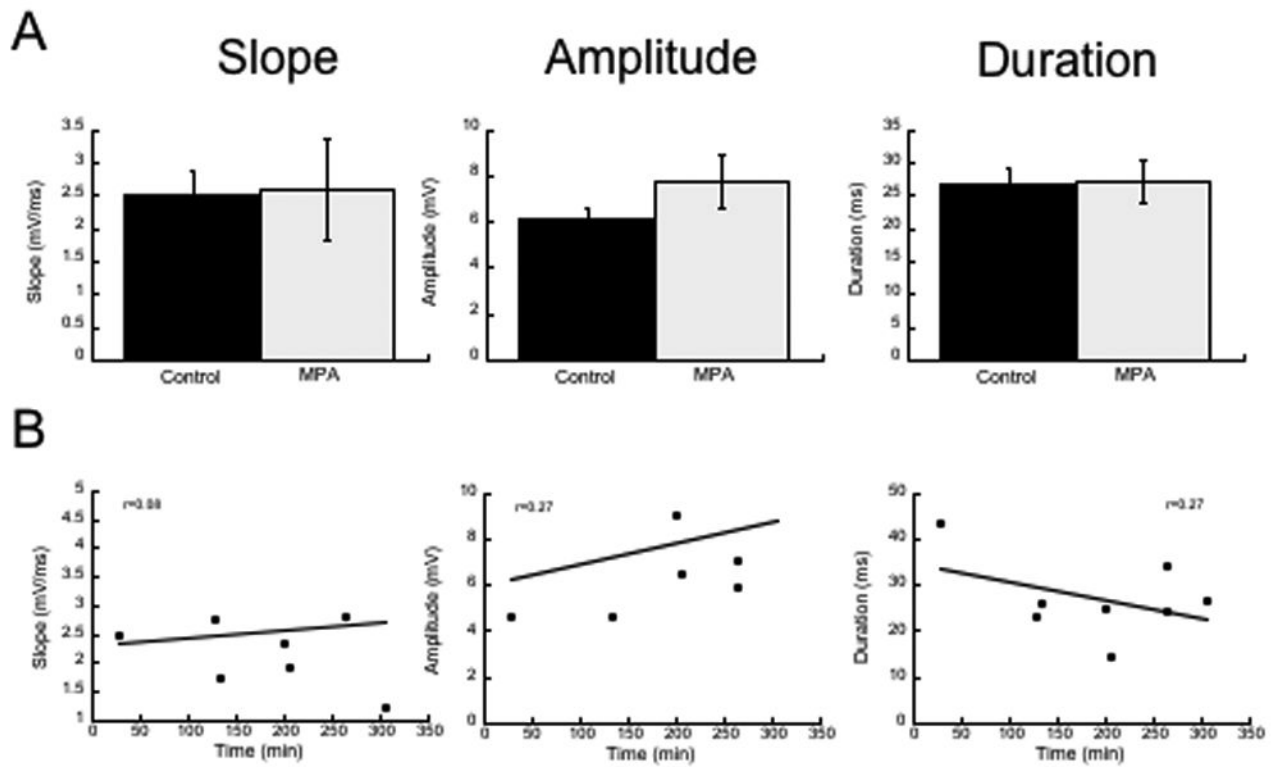 A
Slope Amplitude Duration
3.5 10 35
3 8 30
2.5 6 25
2 4 20
1.5 2 15
1 0 10
0.5 5
0 0
Slope (mV/ms) Amplitude (mV) Duration (ms)
Control MPA Control MPA Control MPA
B
r=0.08 r=0.27 r=0.27
5 10 50
4.5 8 40
4 6 30
3.5 4 20
3 2 10
2.5 0 0
2
1.5
1
Slope (mV/ms) Amplitude (mV) Duration (ms)
0 50 100 150 200 250 300 350 0 50 100 150 200 250 300 350 0 50 100 150 200 250 300 350
Time (min) Time (min) Time (min)